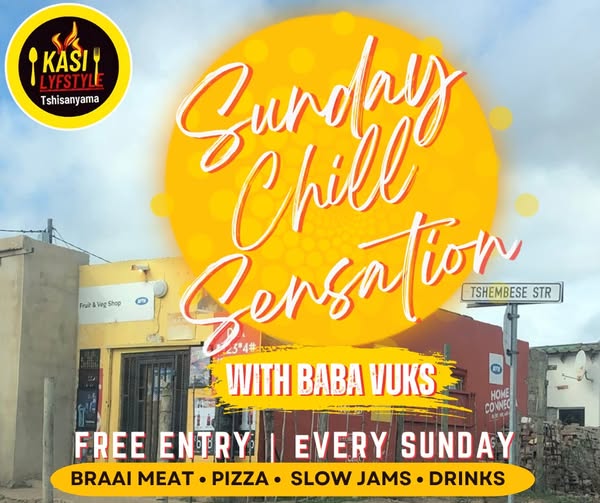 KASI
LYFSTYLE
Tshisanyama
Sunday
Chill
Sensation
TSHEMBESE STR
Fruit & Veg Shop
WITH BABA VUKS
HOME
FREE ENTRY | EVERY SUNDAY
BRAAI MEAT • PIZZA • SLOW JAMS • DRINKS